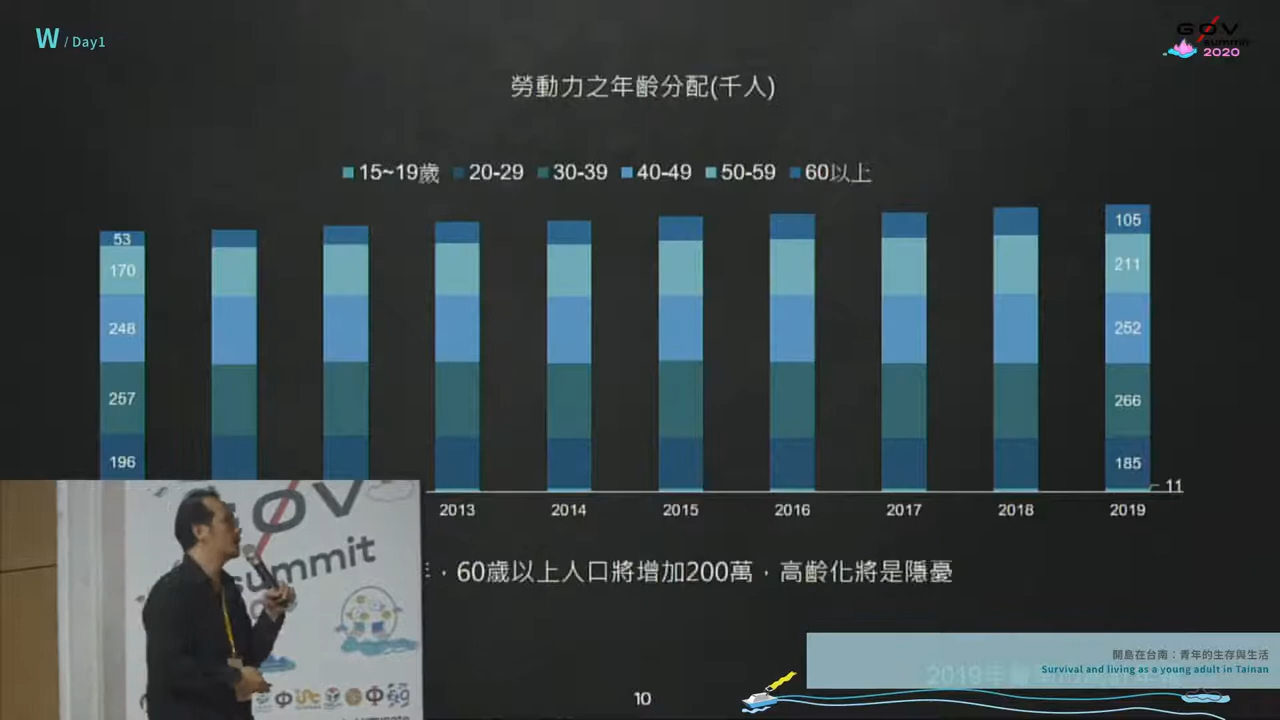 W / Day1
GØV
summit
2020
勞動力之年齡分配(千人)
15~19歲 20-29 30-39 40-49 50-59 60以上
53
170
248
257
196
105
211
252
266
185
11
2013 2014 2015 2016 2017 2018 2019
，60歲以上人口將增加200萬，高齡化將是隱憂
ØV
summit
開島在台南：青年的生存與生活
Survival and living as a young adult in Tainan
2019年
10